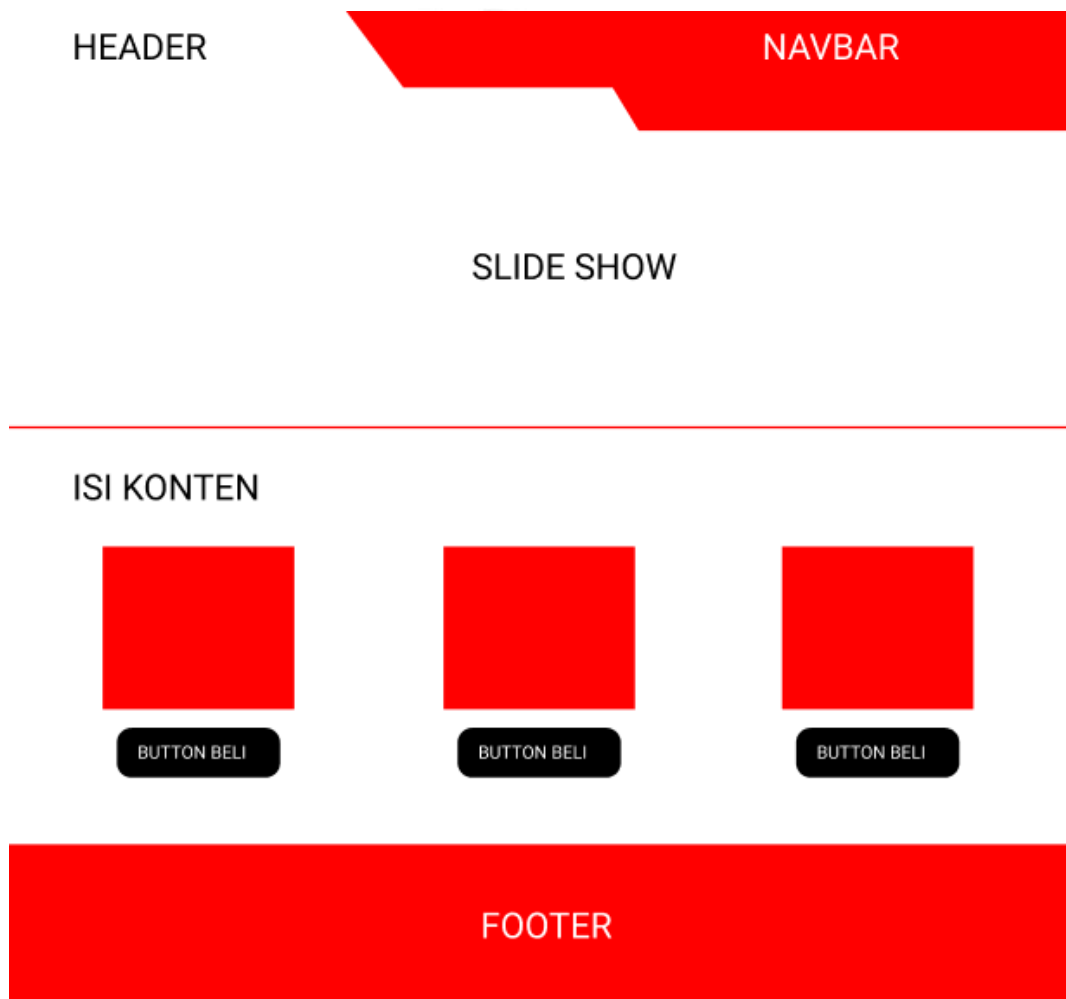 HEADER
NAVBAR
SLIDE SHOW
ISI KONTEN
BUTTON BELI
BUTTON BELI
BUTTON BELI
FOOTER